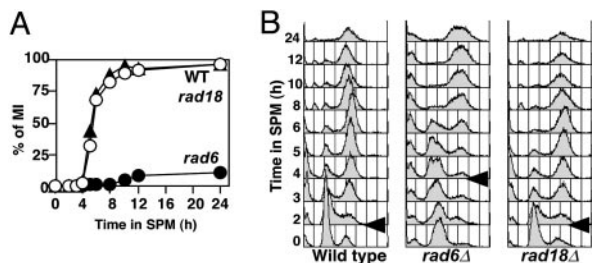 A
% of MI
100
75
50
25
0
WT
rad18
rad6
0 4 8 12 16 20 24
Time in SPM (h)
B
Time in SPM (h)
24
12
10
8
6
5
4
3
2
0
Wild type rad6Δ rad18Δ